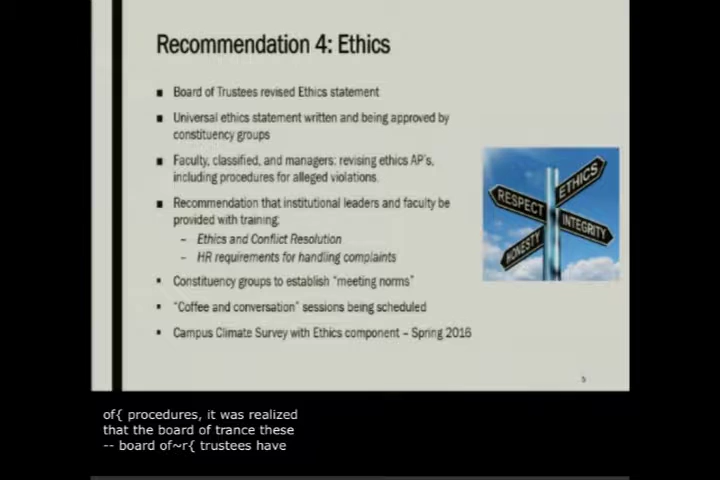 Recommendation 4: Ethics
Board of Trustees revised Ethics statement
Universal ethics statement written and being approved by
constituency groups
Faculty, classified, and managers: revising ethics AP's,
including procedures for alleged violations.
Recommendation that institutional leaders and faculty be
provided with training:
– Ethics and Conflict Resolution
– HR requirements for handling complaints
Constituency groups to establish “meeting norms”
“Coffee and conversation” sessions being scheduled
Campus Climate Survey with Ethics component – Spring 2016
ETHICS
RESPECT
INTEGRITY
HONESTY
5
of{ procedures, it was realized
that the board of trance these
-- board of~r{ trustees have